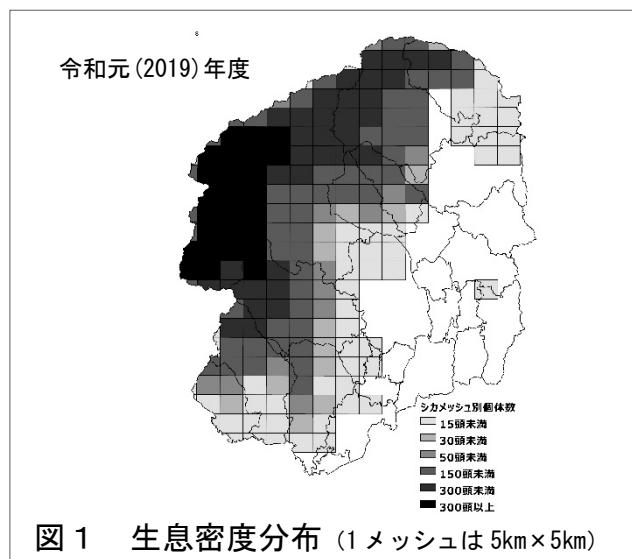 令和元(2019)年度
シカメッシュ別個体数
15頭未満
30頭未満
50頭未満
150頭未満
300頭未満
300頭以上
図1 生息密度分布 (1メッシュは5km×5km)